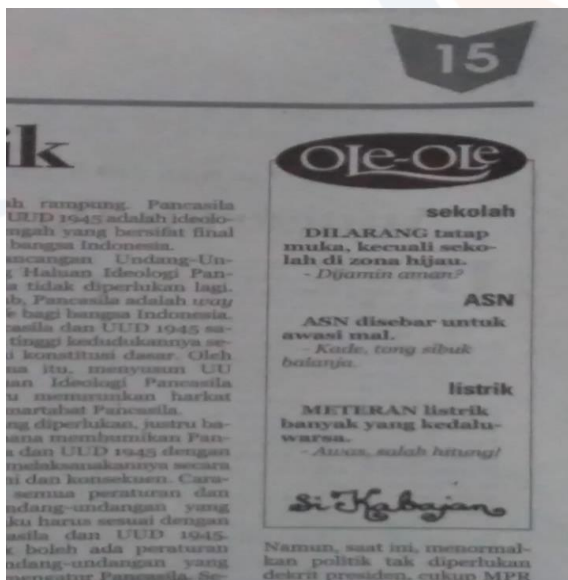 15
ik
ah rampung. Pancasila
UUD 1945 adalah ideolo-
ngah yang bersifat final
bangsa Indonesia.
ancangan Undang-Un-
Haluan Ideologi Pan-
a tidak diperlukan lagi.
b, Pancasila adalah way
bagi bangsa Indonesia.
asila dan UUD 1945 sa-
tinggi kedudukannya se-
i konstitusi dasar. Oleh
na itu, menyusun UU
an Ideologi Pancasila
u menurunkan harkat
martabat Pancasila.
ng diperlukan, justru ba-
ana membumikan Pan-
a dan UUD 1945 dengan
melaksanakannya secara
ni dan konsekuen. Cara-
semua peraturan dan
ndang-undangan yang
ku harus sesuai dengan
asila dan UUD 1945.
boleh ada peraturan
ndang-undangan yang
mengatur Pancasila. Se-
Ole-Ole
sekolah
DILARANG tatap
muka, kecuali seko-
lah di zona hijau.
- Dijamin aman?
ASN
ASN disebar untuk
awasi mal.
- Kade, tong sibuk
balanja.
listrik
METERAN listrik
banyak yang kedalu-
warsa.
- Awas, salah hitung!
Si Kabajan
Namun, saat ini, menormal-
kan politik tak diperlukan
dekrit presiden, cukup MPR